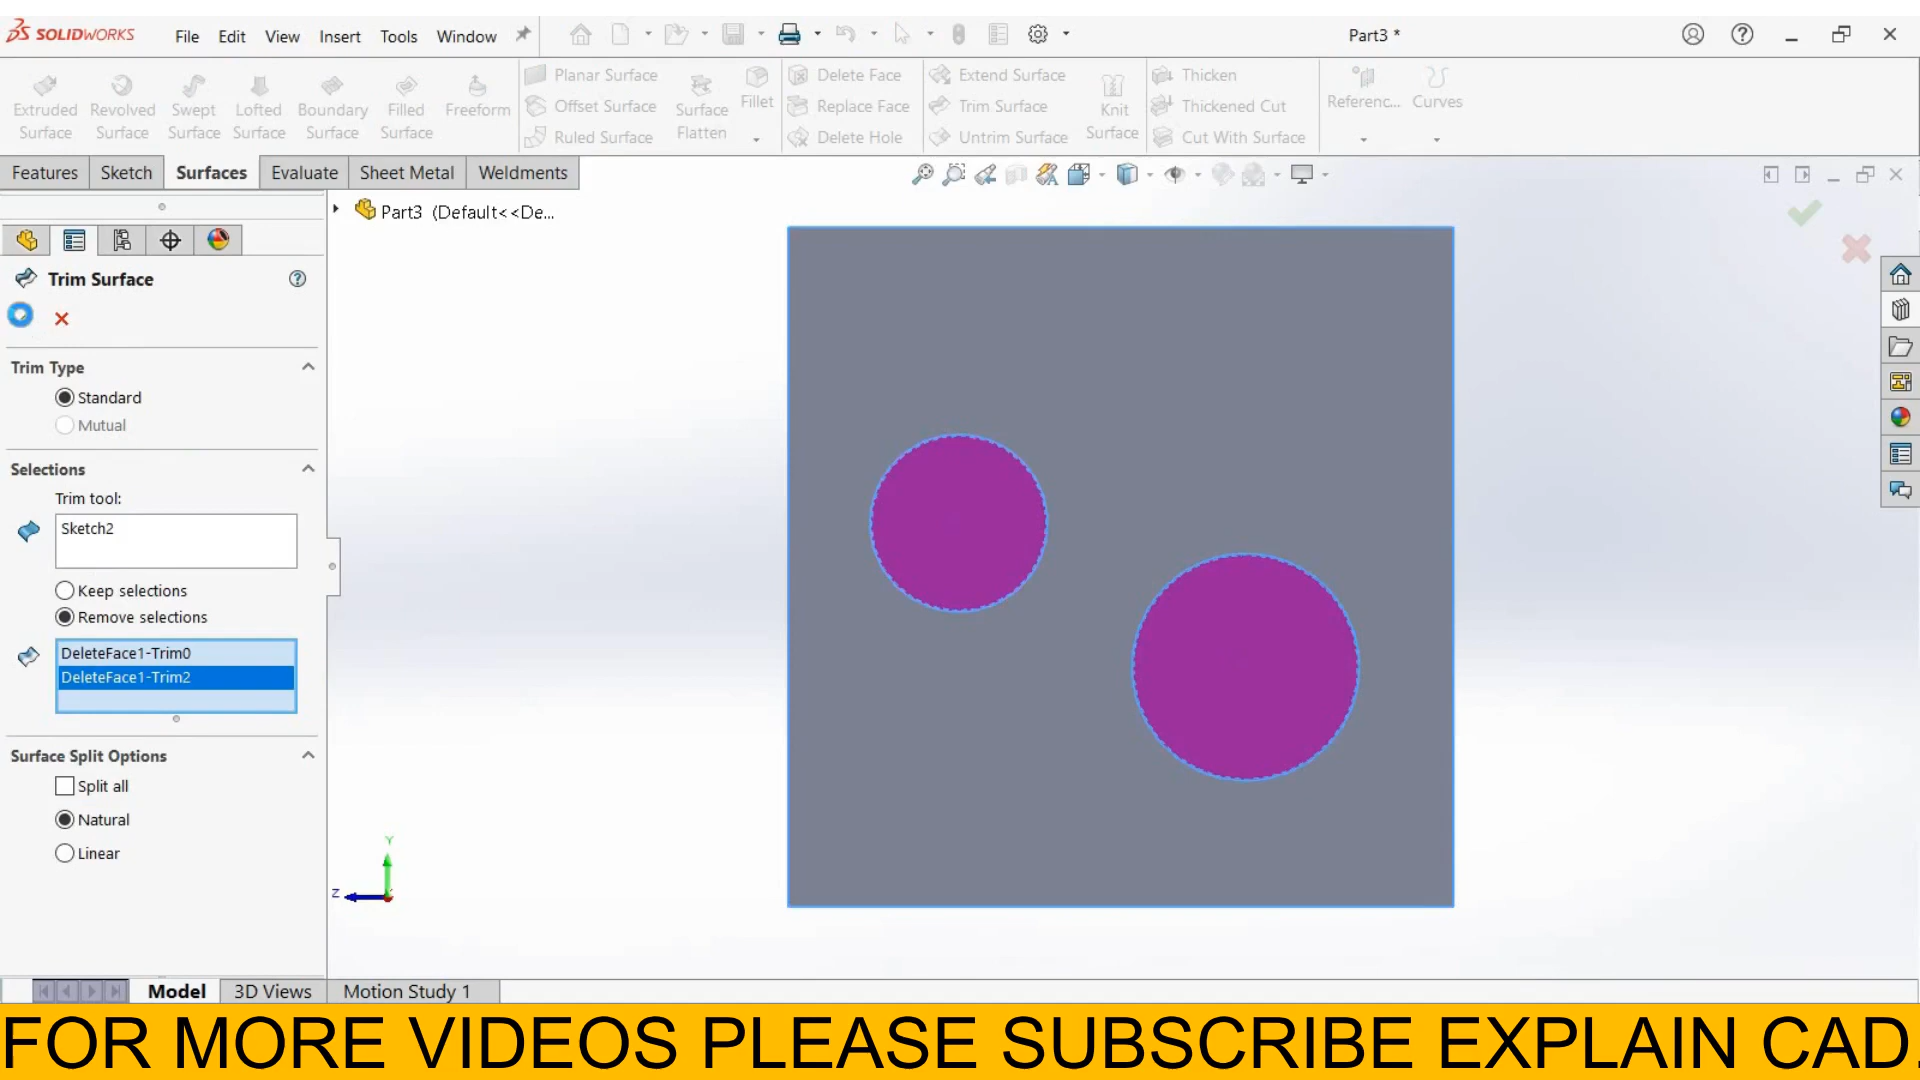 SOLIDWORKS
File Edit View Insert Tools Window
Part3 *
Extruded Surface
Revolved Surface
Swept Surface
Lofted Surface
Boundary Surface
Filled Surface
Freeform
Planar Surface
Offset Surface
Ruled Surface
Surface Flatten
Fillet
Delete Face
Replace Face
Delete Hole
Extend Surface
Trim Surface
Untrim Surface
Knit Surface
Thicken
Thickened Cut
Cut With Surface
Referenc...
Curves
Features Sketch Surfaces Evaluate Sheet Metal Weldments
Part3 (Default<<De...
Trim Surface
Trim Type
Standard
Mutual
Selections
Trim tool:
Sketch2
Keep selections
Remove selections
DeleteFace1-Trim0
DeleteFace1-Trim2
Surface Split Options
Split all
Natural
Linear
Y
Z
Model 3D Views Motion Study 1
FOR MORE VIDEOS PLEASE SUBSCRIBE EXPLAIN CAD.